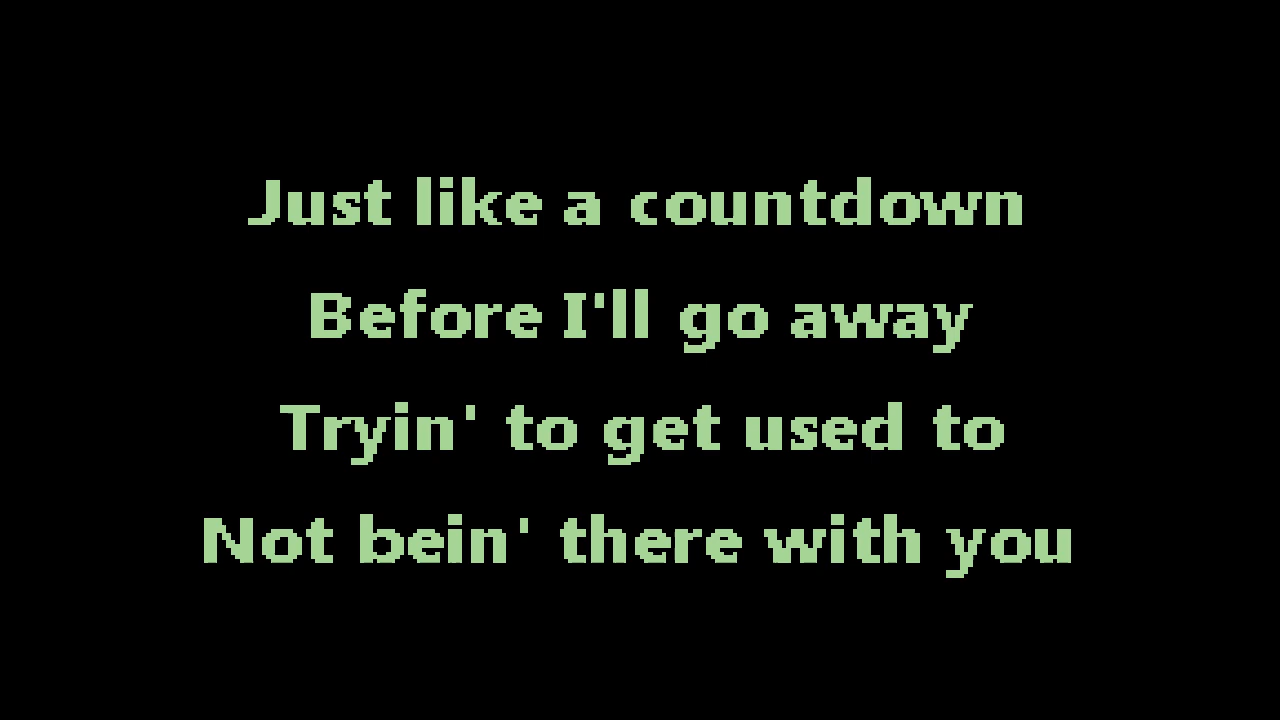 Just like a countdown
Before I'll go away
Tryin' to get used to
Not bein' there with you